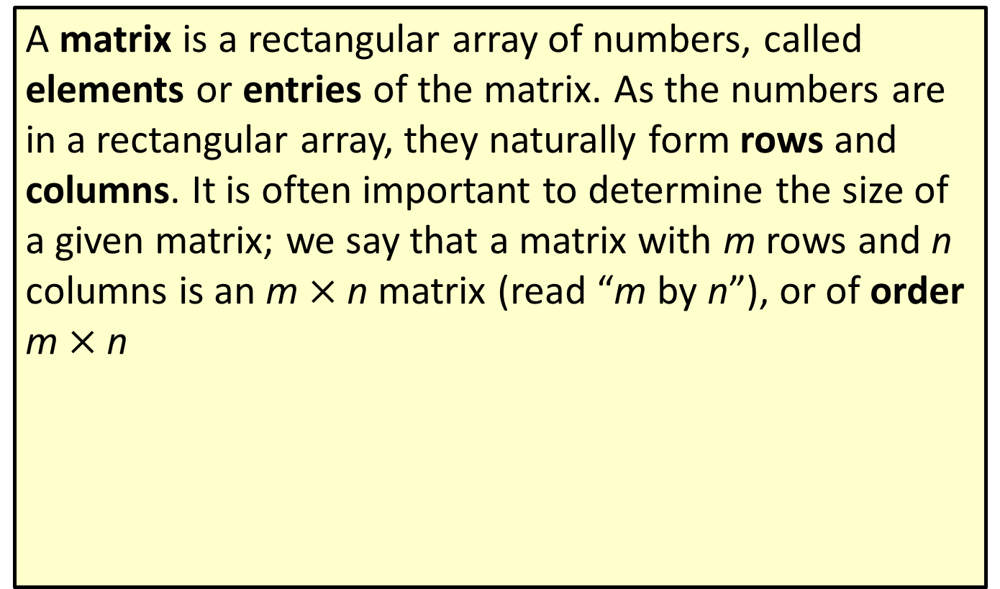 A matrix is a rectangular array of numbers, called
elements or entries of the matrix. As the numbers are
in a rectangular array, they naturally form rows and
columns. It is often important to determine the size of
a given matrix; we say that a matrix with m rows and n
columns is an m × n matrix (read “m by n”), or of order
m × n